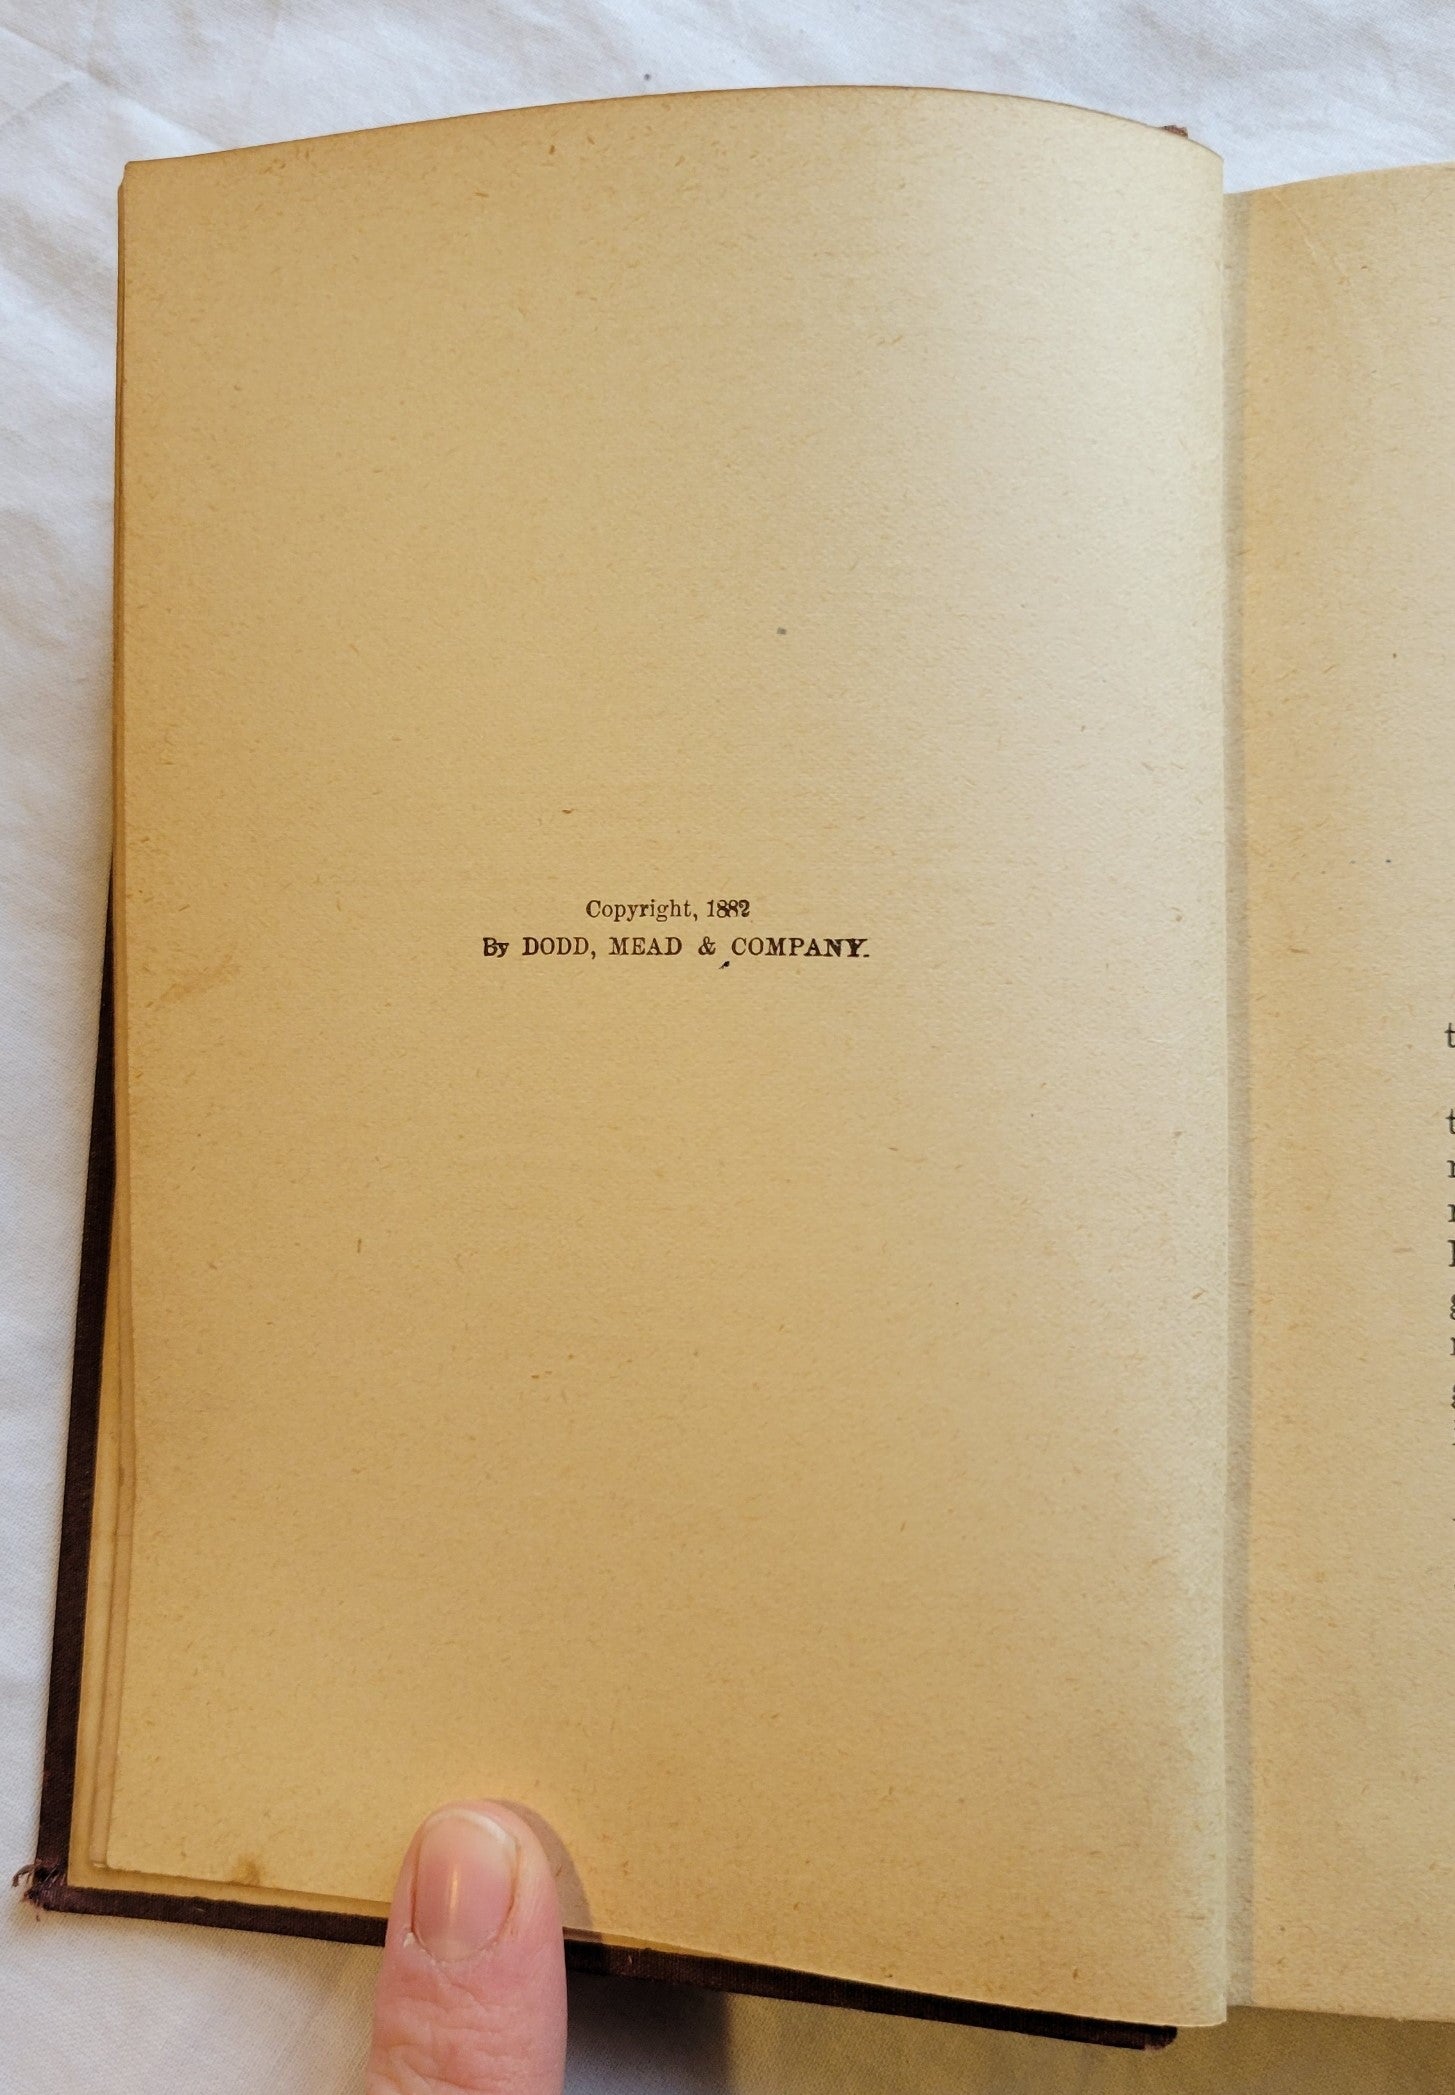 Copyright, 1882
By DODD, MEAD & COMPANY.